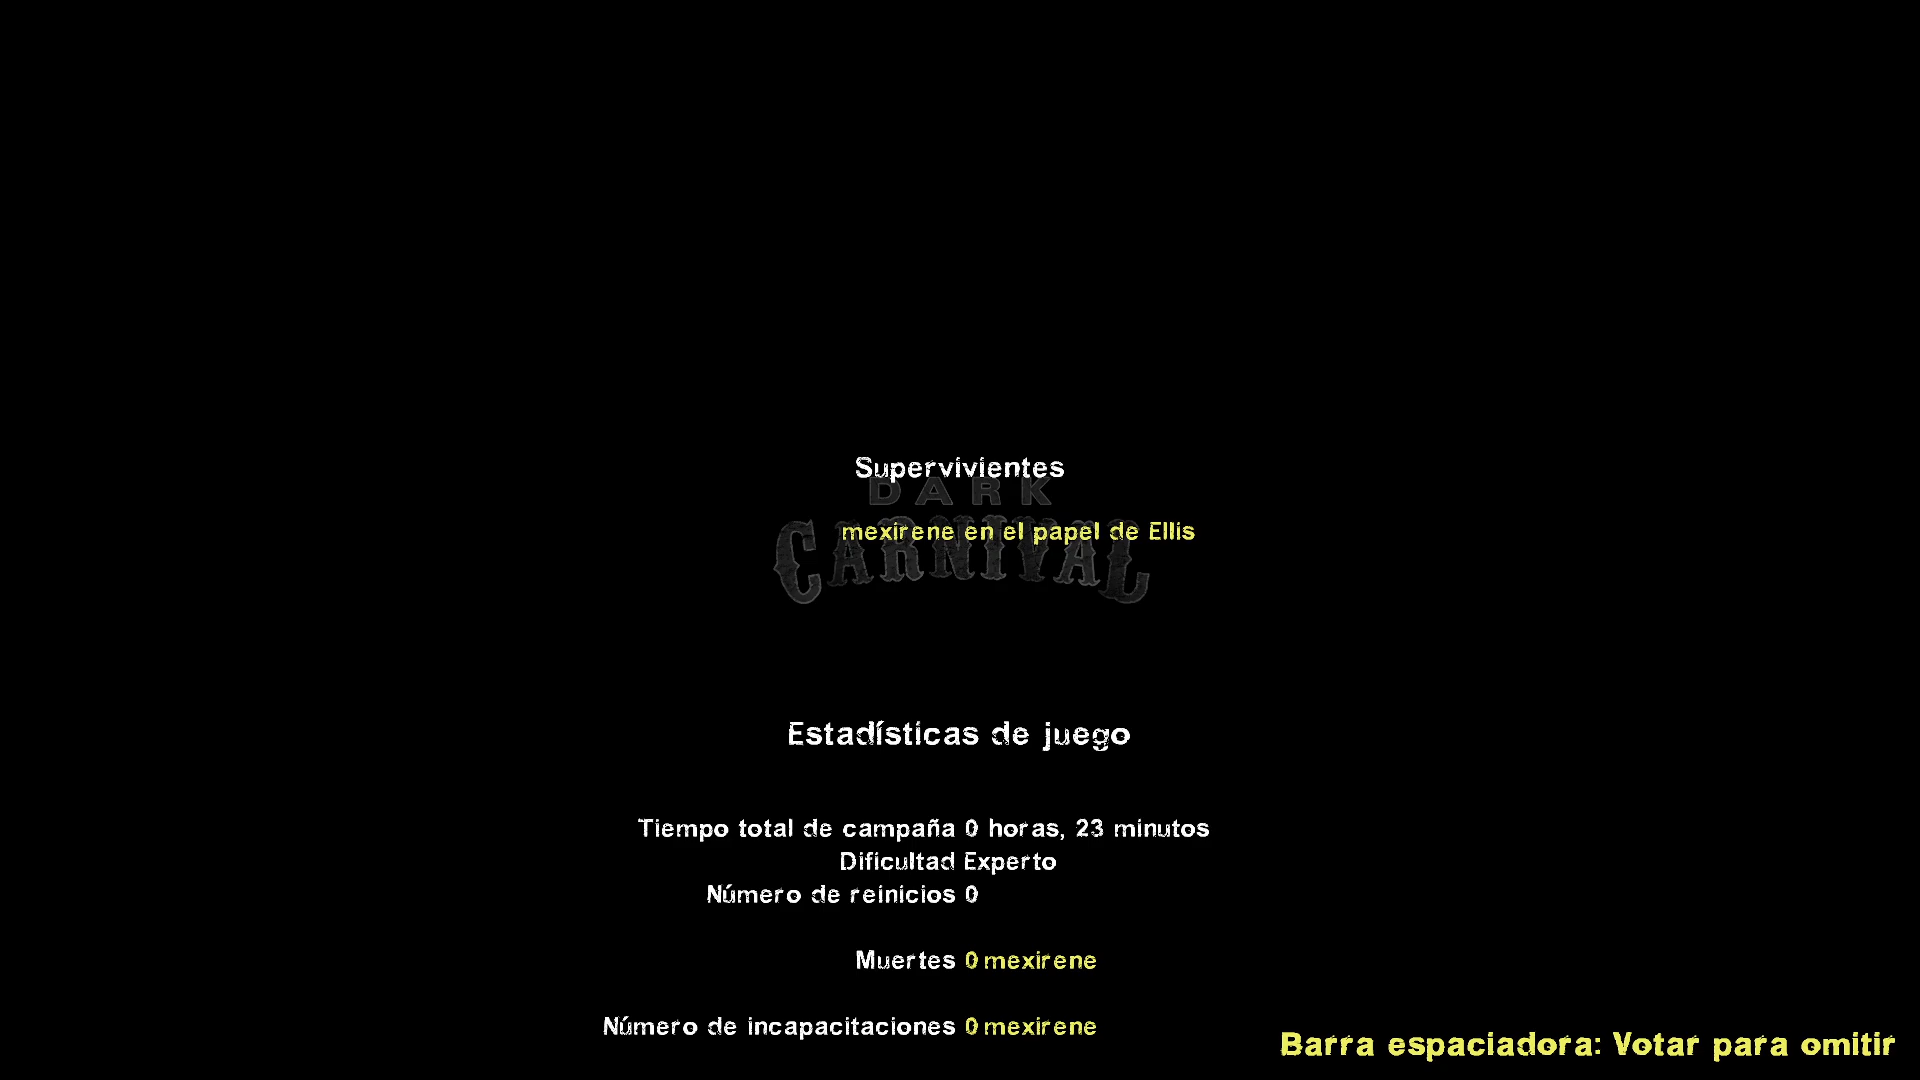 Supervivientes
DARK
CARNIVAL
mexirene en el papel de Ellis
Estadísticas de juego
Tiempo total de campaña 0 horas, 23 minutos
Dificultad Experto
Número de reinicios 0
Muertes 0 mexirene
Número de incapacitaciones 0 mexirene
Barra espaciadora: Votar para omitir